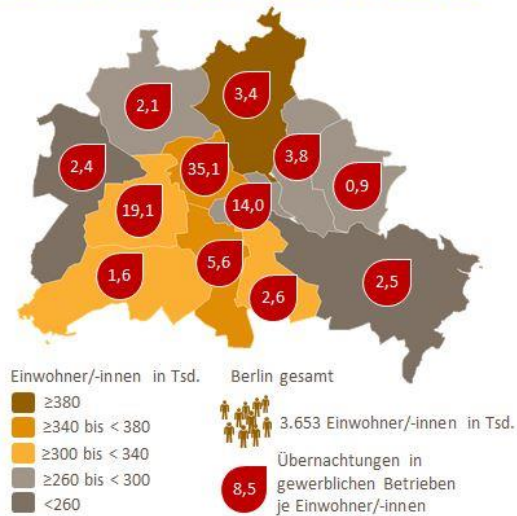 2,1
3,4
2,4
35,1
3,8
0,9
19,1
14,0
1,6
5,6
2,6
2,5
Einwohner/-innen in Tsd.
≥380
≥340 bis < 380
≥300 bis < 340
≥260 bis < 300
<260
Berlin gesamt
3.653 Einwohner/-innen in Tsd.
8,5
Übernachtungen in
gewerblichen Betrieben
je Einwohner/-innen